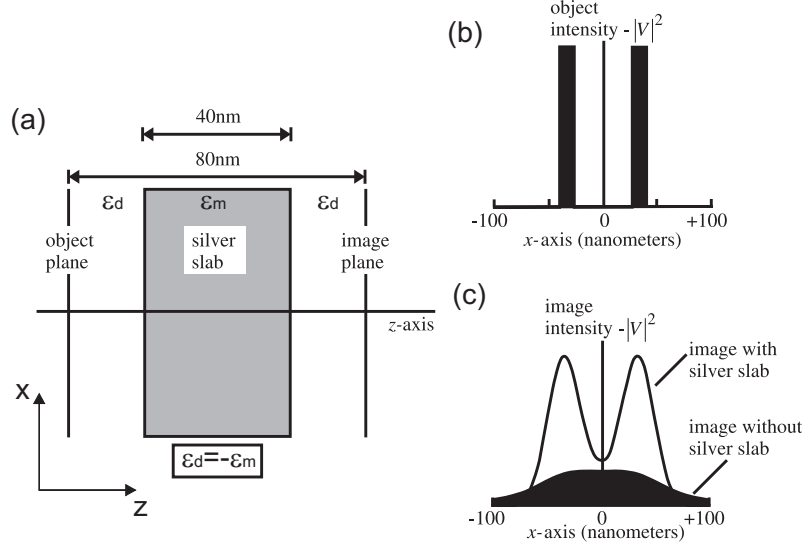 (a)
40nm
80nm
εd
εm
εd
object
plane
silver
slab
image
plane
z-axis
x
z
εd=-εm
(b)
object
intensity - |V|²
-100
0
+100
x-axis (nanometers)
(c)
image
intensity - |V|²
image with
silver slab
image without
silver slab
-100
0
+100
x-axis (nanometers)